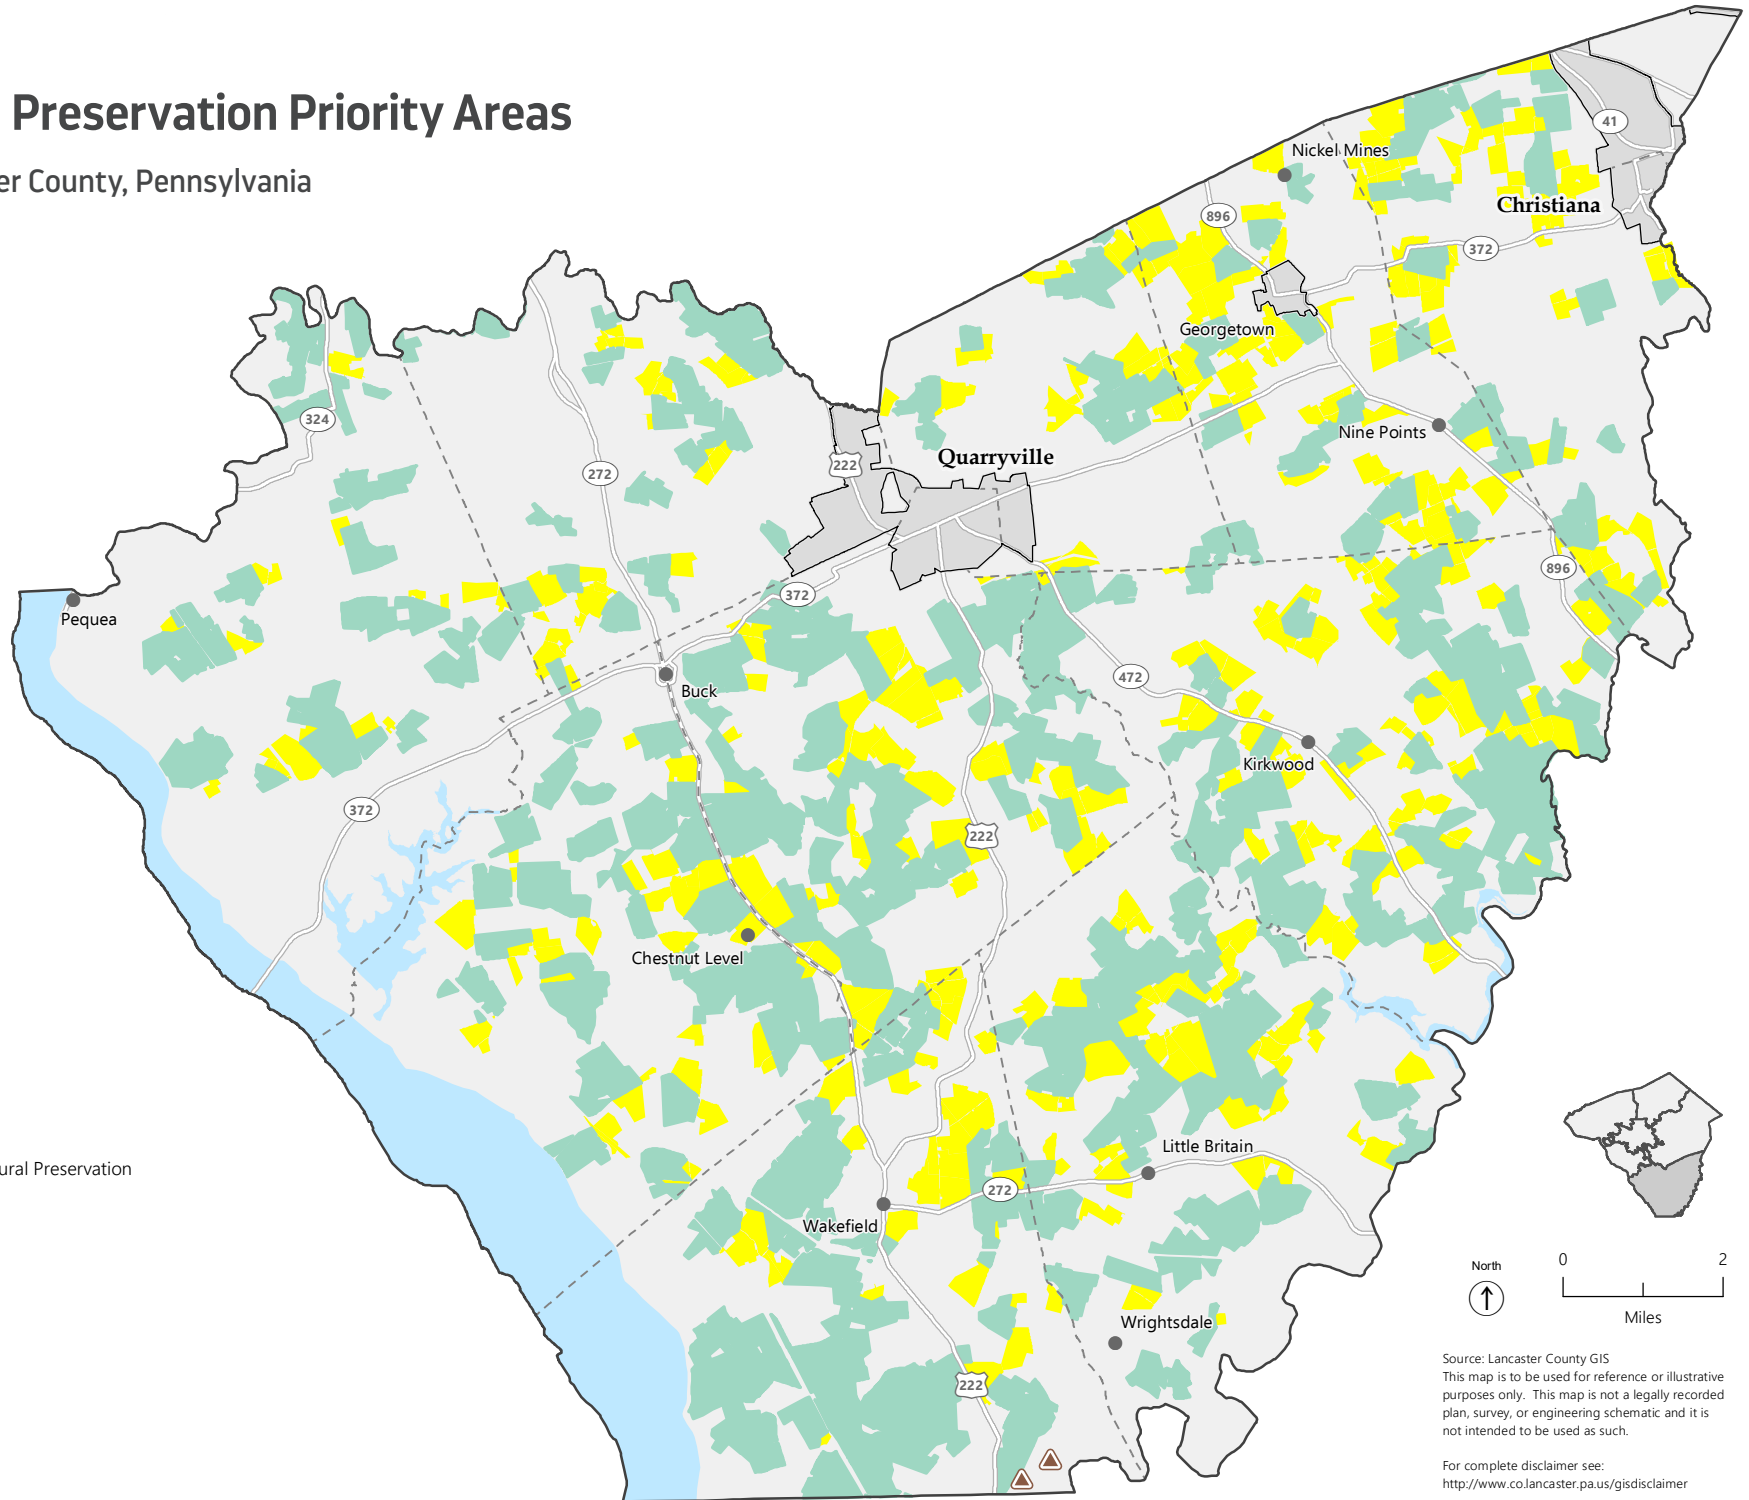 Preservation Priority Areas
er County, Pennsylvania
41
Nickel Mines
Christiana
896
372
Georgetown
324
Nine Points
222
Quarryville
272
896
372
Pequea
472
Buck
Kirkwood
372
222
Chestnut Level
Little Britain
ural Preservation
272
Wakefield
North
0
2
Miles
Wrightsdale
222
Source: Lancaster County GIS
This map is to be used for reference or illustrative
purposes only. This map is not a legally recorded
plan, survey, or engineering schematic and it is
not intended to be used as such.
For complete disclaimer see:
http://www.co.lancaster.pa.us/gisdisclaimer